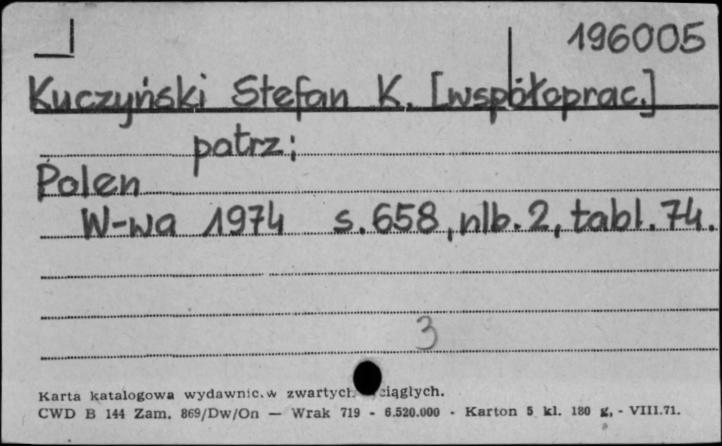 196005
Kuczyński Stefan K. [współoprac.]
patrz:
Polen
W-wa 1974 s. 658, nlb. 2, tabl. 74.
3
Karta katalogowa wydawnic.w zwartych ciągłych.
CWD B 144 Zam. 869/Dw/On — Wrak 719 - 6.520.000 - Karton 5 kl. 180 g. - VIII.71.